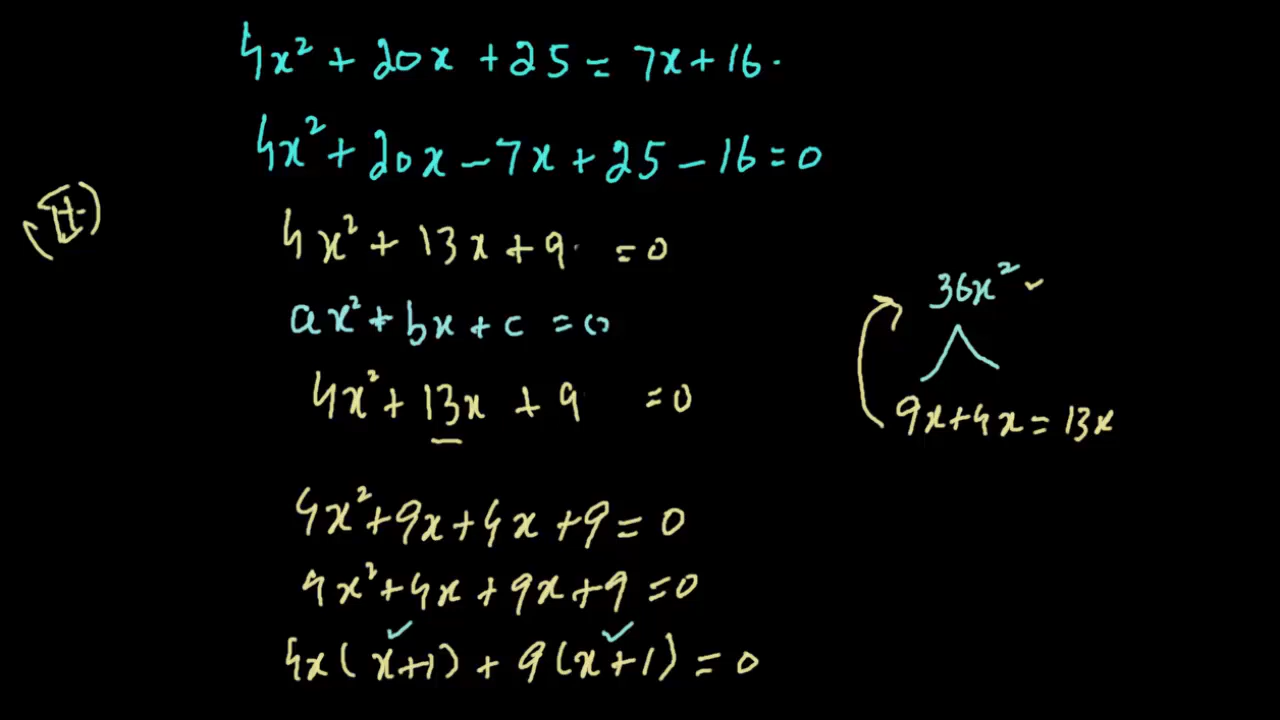 4x² + 20x + 25 = 7x + 16.
4x² + 20x - 7x + 25 - 16 = 0
4x² + 13x + 9 = 0
ax² + bx + c = 0
4x² + 13x + 9 = 0
4x² + 9x + 4x + 9 = 0
4x² + 4x + 9x + 9 = 0
4x(x+1) + 9(x+1) = 0
36x² ✓
9x + 4x = 13x